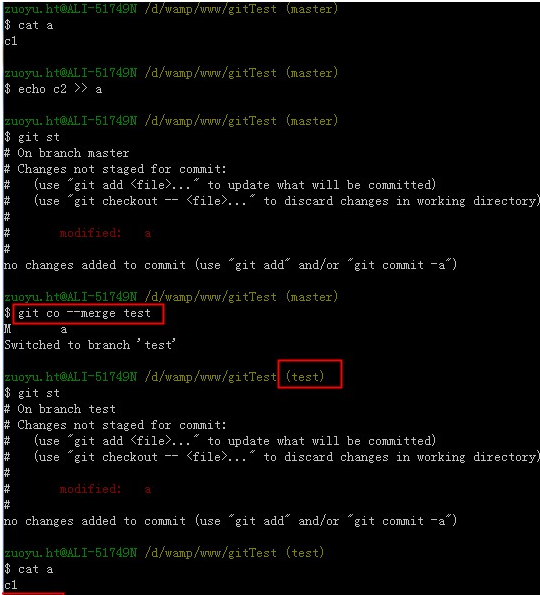 zuoyu.ht@ALI-51749N /d/wamp/www/gitTest (master)
$ cat a
c1
zuoyu.ht@ALI-51749N /d/wamp/www/gitTest (master)
$ echo c2 >> a
zuoyu.ht@ALI-51749N /d/wamp/www/gitTest (master)
$ git st
# On branch master
# Changes not staged for commit:
#   (use "git add <file>..." to update what will be committed)
#   (use "git checkout -- <file>..." to discard changes in working directory)
#
#       modified:   a
#
no changes added to commit (use "git add" and/or "git commit -a")
zuoyu.ht@ALI-51749N /d/wamp/www/gitTest (master)
$ git co --merge test
M       a
Switched to branch 'test'
zuoyu.ht@ALI-51749N /d/wamp/www/gitTest (test)
$ git st
# On branch test
# Changes not staged for commit:
#   (use "git add <file>..." to update what will be committed)
#   (use "git checkout -- <file>..." to discard changes in working directory)
#
#       modified:   a
#
no changes added to commit (use "git add" and/or "git commit -a")
zuoyu.ht@ALI-51749N /d/wamp/www/gitTest (test)
$ cat a
c1